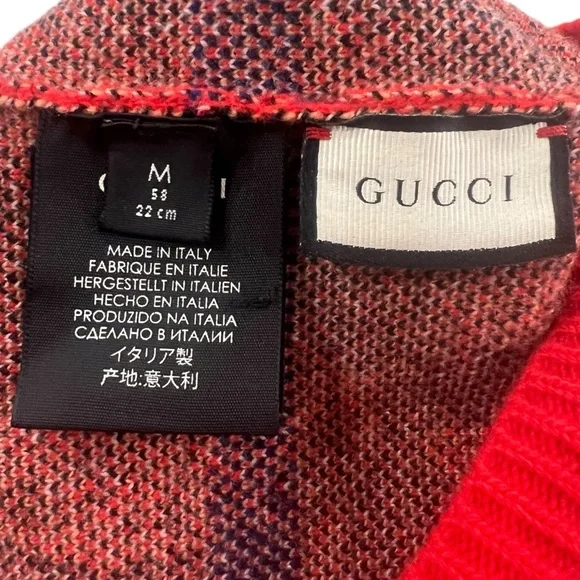 M
58
22 cm
MADE IN ITALY
FABRIQUE EN ITALIE
HERGESTELLT IN ITALIEN
HECHO EN ITALIA
PRODUZIDO NA ITALIA
СДЕЛАНО В ИТАЛИИ
イタリア製
产地:意大利
GUCCI